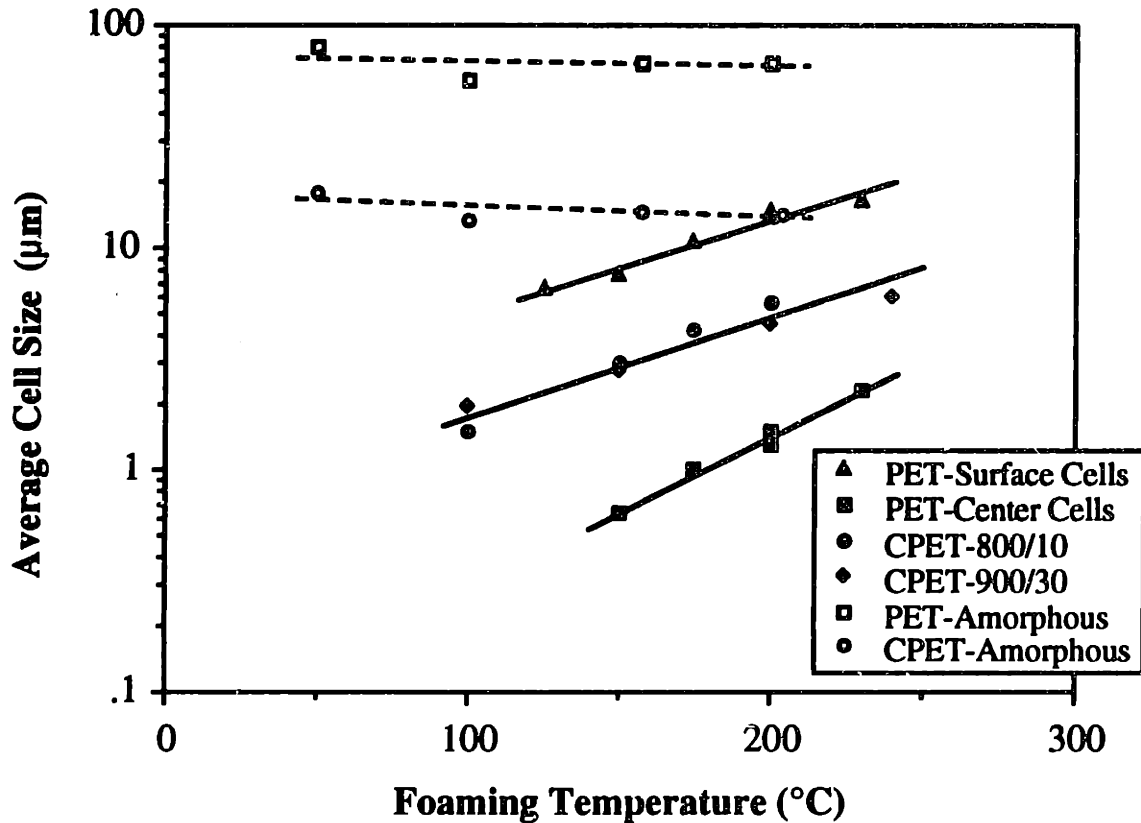 100
10
1
.1
Average Cell Size (µm)
0
100
200
300
Foaming Temperature (°C)
PET-Surface Cells
PET-Center Cells
CPET-800/10
CPET-900/30
PET-Amorphous
CPET-Amorphous